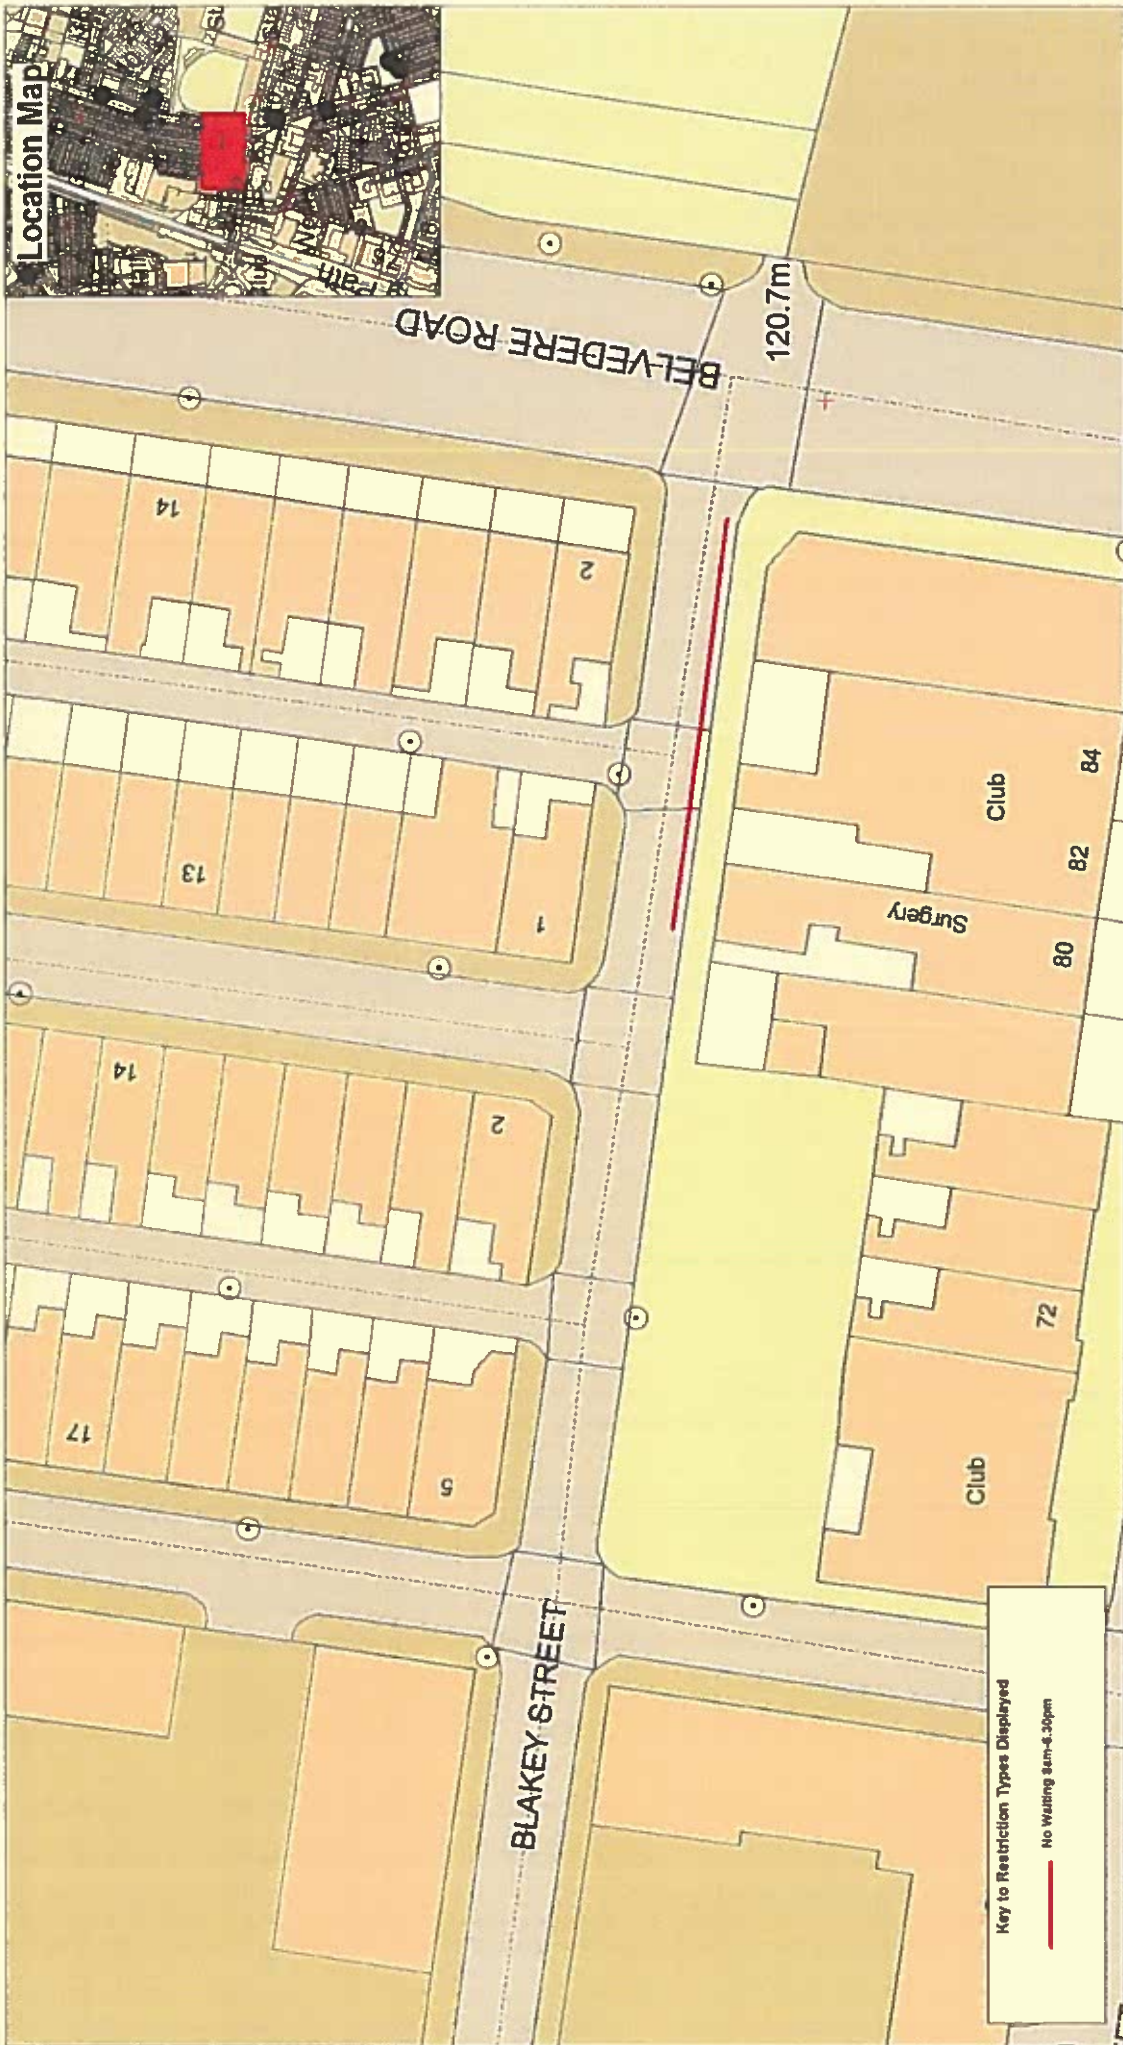 Location Map
BELVEDERE ROAD
120.7m
14
2
13
1
14
2
17
5
Club
84
82
Surgery
80
72
Club
BLAKEY STREET
Key to Restriction Types Displayed
No Waiting 8am-6.30pm